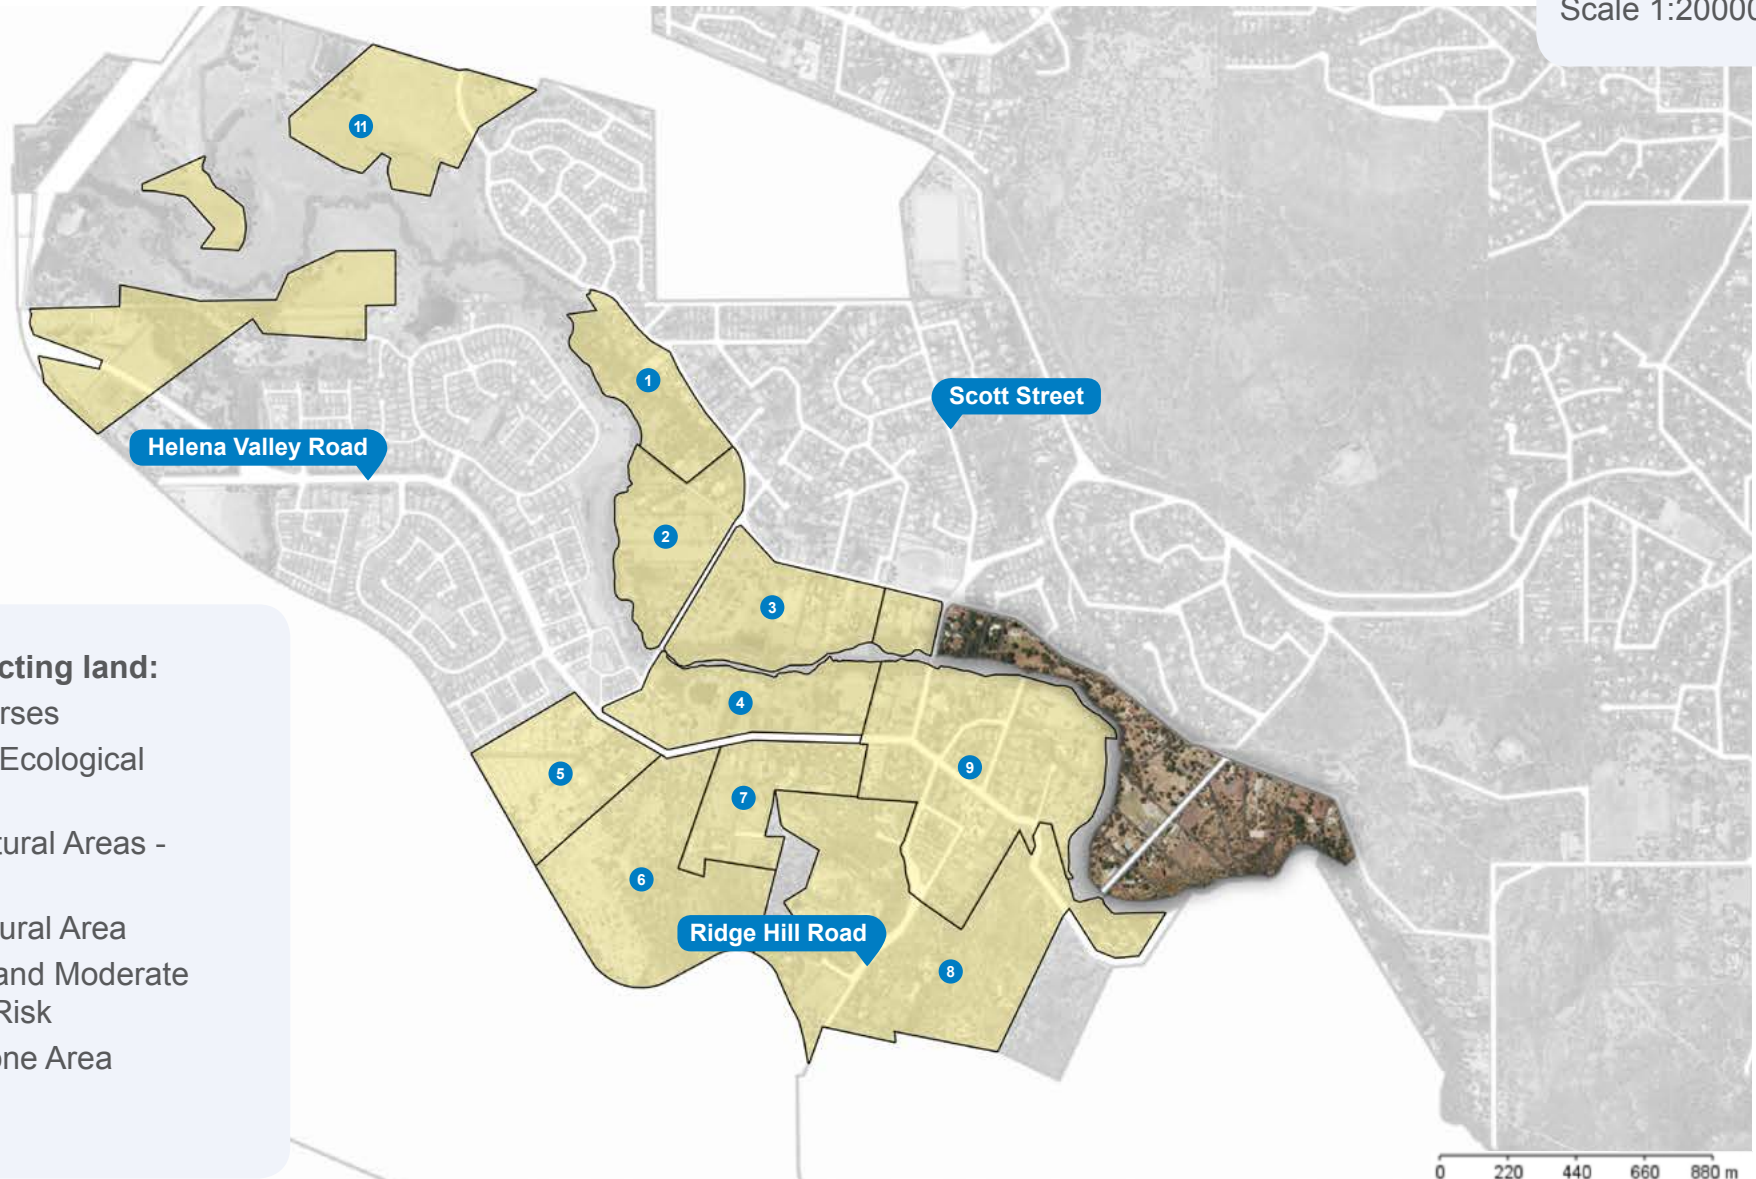 Scale 1:20000
11
1
Scott Street
Helena Valley Road
2
3
cting land:
rses
Ecological
tural Areas -
ural Area
and Moderate
Risk
one Area
4
5
9
7
6
Ridge Hill Road
8
0 220 440 660 880 m